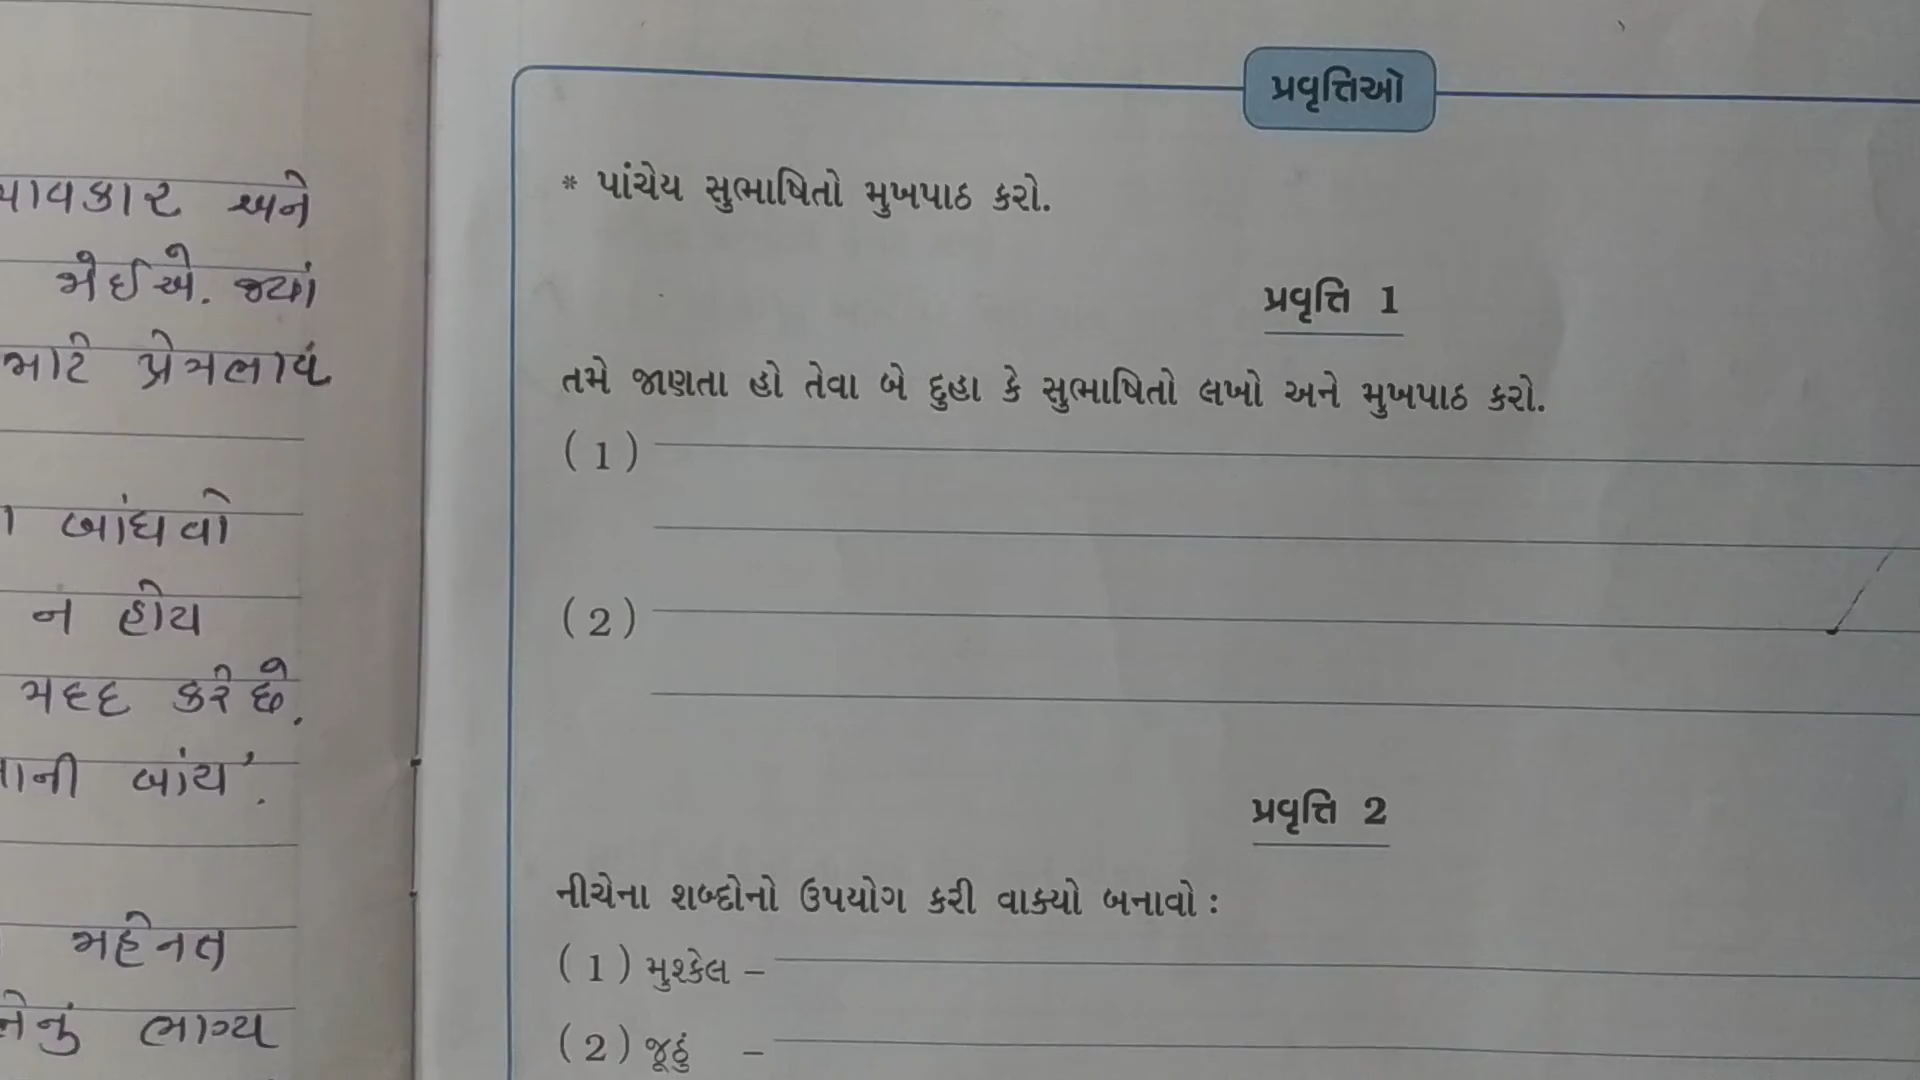 અને
જોઈએ. જ્યાં
માટે પ્રેમભાવ
બાંધવો
ન હોય
મદદ કરે છે.
બાંય'.
મહેનત
ભાગ્ય
પ્રવૃત્તિઓ
* પાંચેય સુભાષિતો મુખપાઠ કરો.
પ્રવૃત્તિ 1
તમે જાણતા હો તેવા બે દુહા કે સુભાષિતો લખો અને મુખપાઠ કરો.
(1)
(2)
પ્રવૃત્તિ 2
નીચેના શબ્દોનો ઉપયોગ કરી વાક્યો બનાવો :
(1) મુશ્કેલ –
(2) જૂઠું –